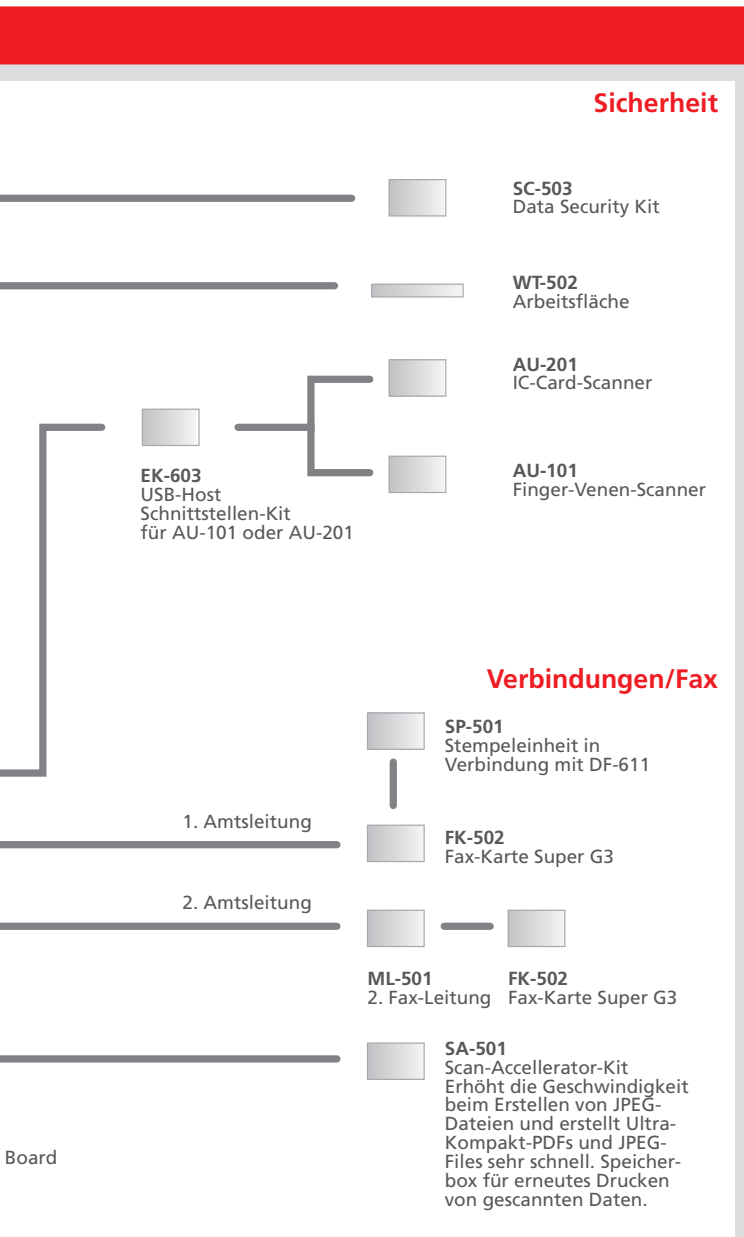 Sicherheit
SC-503
Data Security Kit
WT-502
Arbeitsfläche
AU-201
IC-Card-Scanner
EK-603
USB-Host
Schnittstellen-Kit
für AU-101 oder AU-201
AU-101
Finger-Venen-Scanner
Verbindungen/Fax
SP-501
Stempeleinheit in
Verbindung mit DF-611
1. Amtsleitung
FK-502
Fax-Karte Super G3
2. Amtsleitung
ML-501
2. Fax-Leitung
FK-502
Fax-Karte Super G3
SA-501
Scan-Accellerator-Kit
Erhöht die Geschwindigkeit
beim Erstellen von JPEG-
Dateien und erstellt Ultra-
Kompakt-PDFs und JPEG-
Files sehr schnell. Speicher-
box für erneutes Drucken
von gescannten Daten.
Board